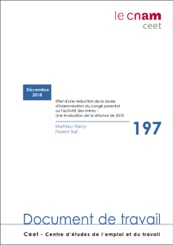 le cnam
ceet
Décembre
2018
Effet d'une réduction de la durée
d'indemnisation du congé parental
sur l'activité des mères :
Une évaluation de la réforme de 2015
Mathieu Narcy
Florent Sari
197
Document de travail
Ceet - Centre d'études de l'emploi et du travail